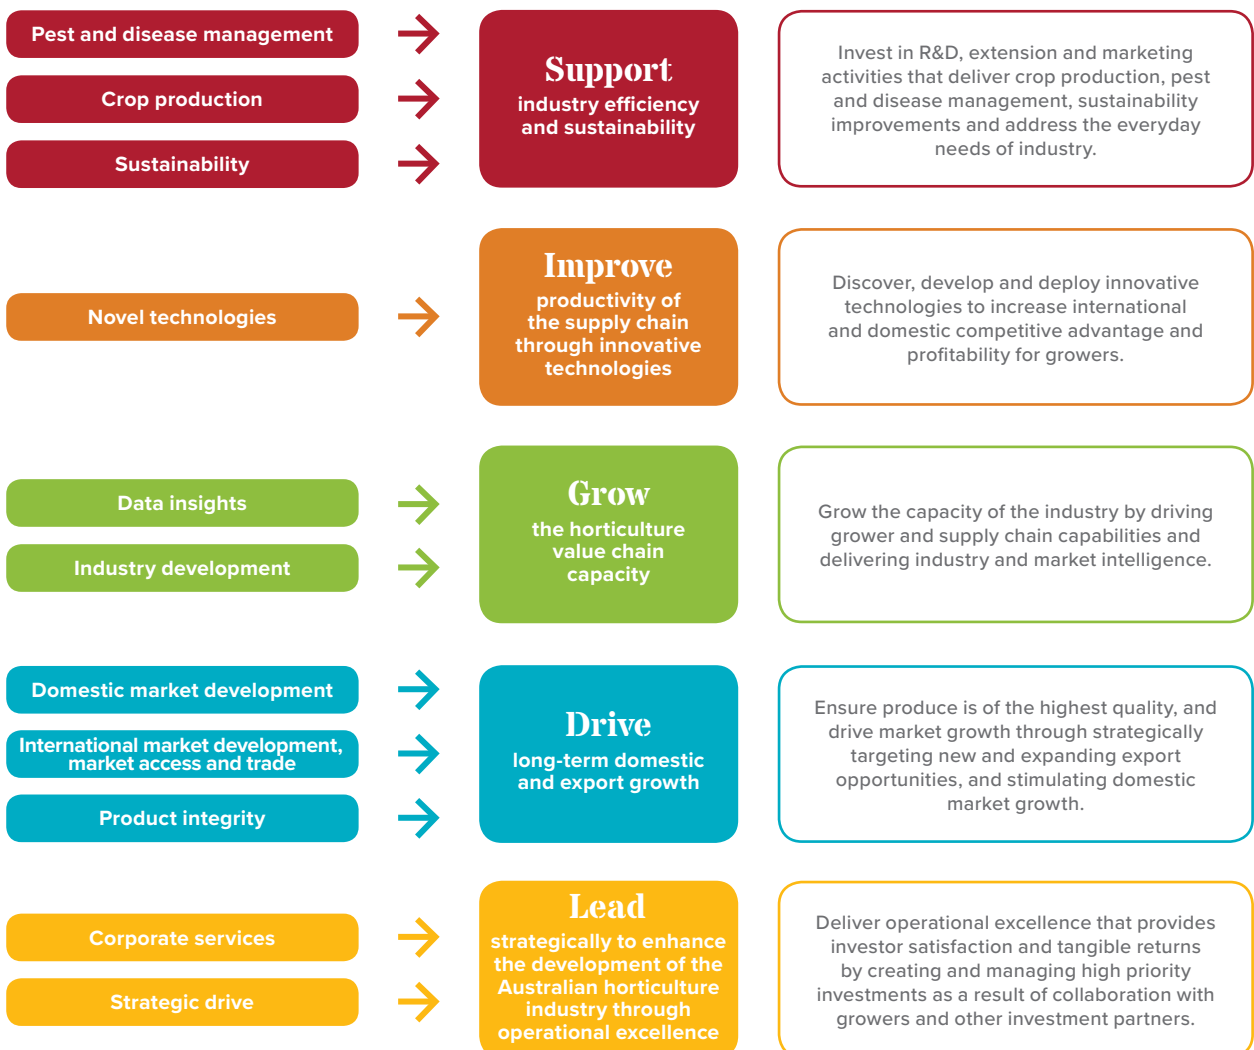 Pest and disease management
Crop production
Sustainability
Support
industry efficiency
and sustainability
Invest in R&D, extension and marketing
activities that deliver crop production, pest
and disease management, sustainability
improvements and address the everyday
needs of industry.
Novel technologies
Improve
productivity of
the supply chain
through innovative
technologies
Discover, develop and deploy innovative
technologies to increase international
and domestic competitive advantage and
profitability for growers.
Data insights
Industry development
Grow
the horticulture
value chain
capacity
Grow the capacity of the industry by driving
grower and supply chain capabilities and
delivering industry and market intelligence.
Domestic market development
International market development,
market access and trade
Product integrity
Drive
long-term domestic
and export growth
Ensure produce is of the highest quality, and
drive market growth through strategically
targeting new and expanding export
opportunities, and stimulating domestic
market growth.
Corporate services
Strategic drive
Lead
strategically to enhance
the development of the
Australian horticulture
industry through
operational excellence
Deliver operational excellence that provides
investor satisfaction and tangible returns
by creating and managing high priority
investments as a result of collaboration with
growers and other investment partners.